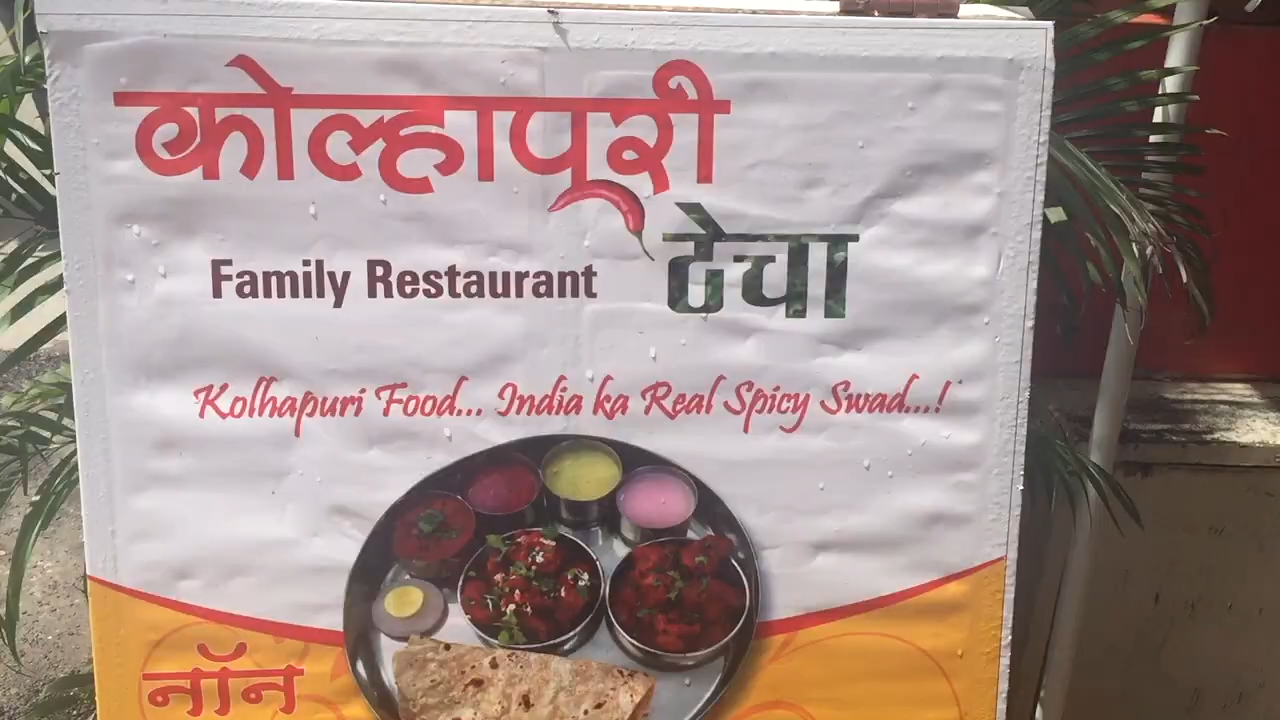 कोल्हापूरी
ठेचा
Family Restaurant
Kolhapuri Food... India ka Real Spicy Swad...!
नॉन